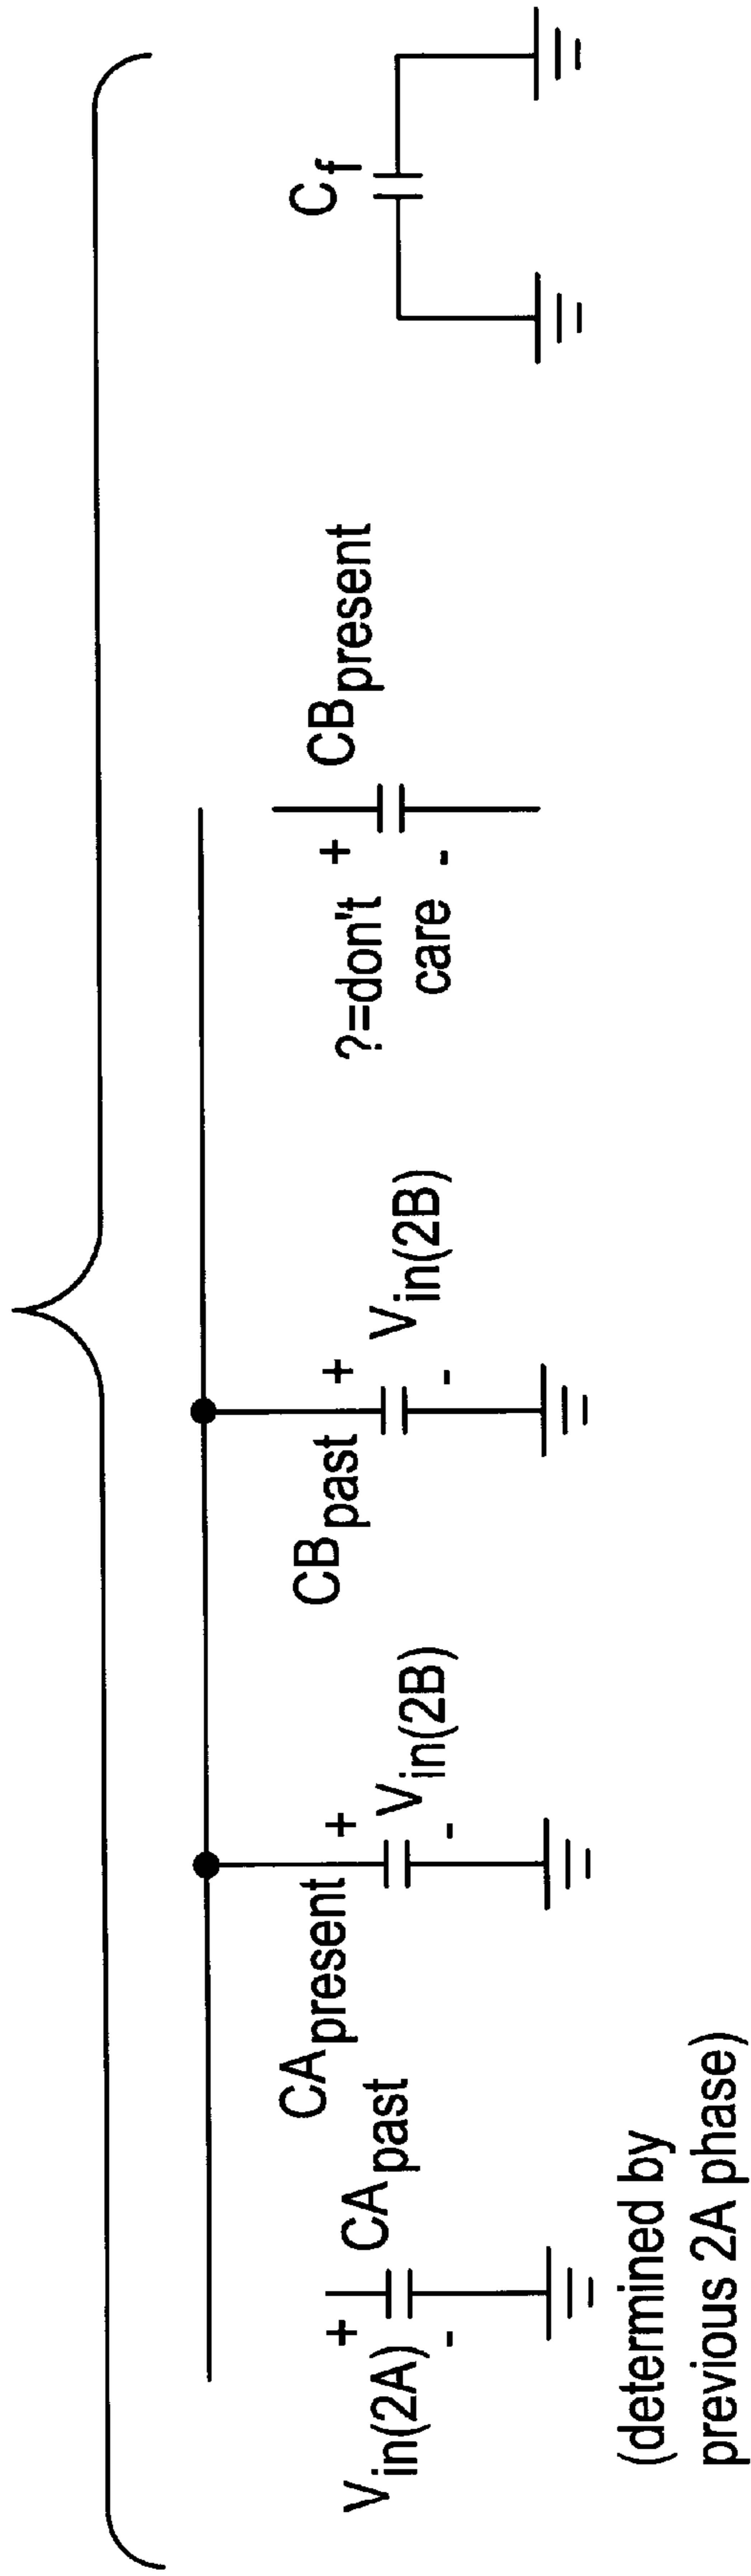 V_in(2A)
+
-
CA_past
(determined by
previous 2A phase)
CA_present
+
V_in(2B)
-
CB_past
+
V_in(2B)
-
?=don't
care
+
-
CB_present
C_f